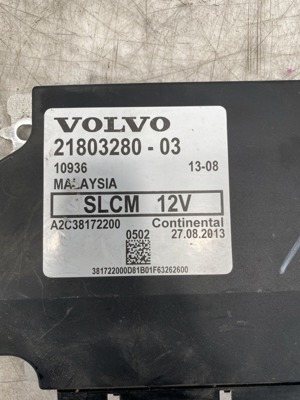 VOLVO
21803280 - 03
10936 13-08
MALAYSIA
SLCM 12V
A2C38172200 Continental
0502 27.08.2013
381722000D81B01F63262600